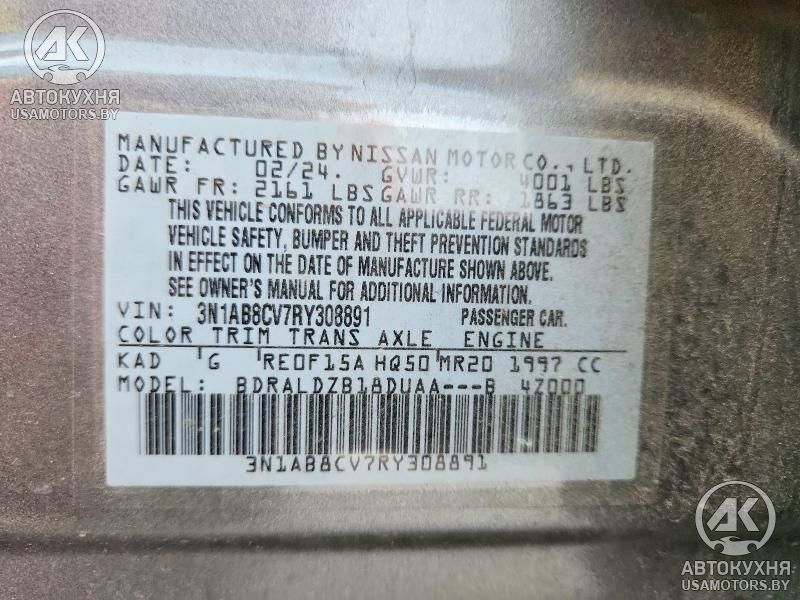 AK
АВТОКУХНЯ
USAMOTORS.BY
MANUFACTURED BY NISSAN MOTOR CO., LTD.
DATE: 02/24. GVWR: 4001 LBS
GAWR FR: 2161 LBS GAWR RR: 1863 LBS
THIS VEHICLE CONFORMS TO ALL APPLICABLE FEDERAL MOTOR
VEHICLE SAFETY, BUMPER AND THEFT PREVENTION STANDARDS
IN EFFECT ON THE DATE OF MANUFACTURE SHOWN ABOVE.
SEE OWNER'S MANUAL FOR ADDITIONAL INFORMATION.
VIN: 3N1AB8CV7RY308891 PASSENGER CAR.
COLOR TRIM TRANS AXLE ENGINE
KAD G RE0F15A HQ50 MR20 1997 CC
MODEL: BDRALDZB18DUAA---B 4Z000
3N1AB8CV7RY308891
AK
АВТОКУХНЯ
USAMOTORS.BY